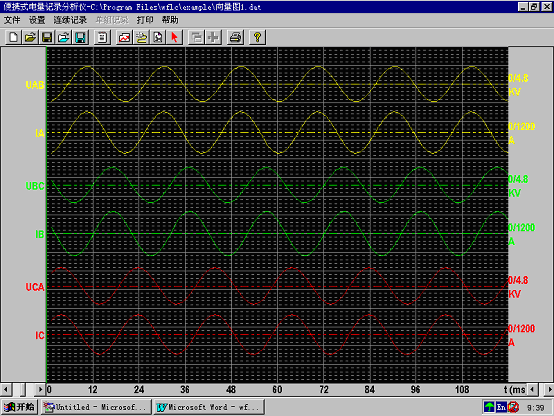 便携式电量记录分析仪-C:\Program Files\wflc\example\向量图1.dat
文件 设置 连续记录 单组记录 打印 帮助
UAB 0/4.8 KV
IA 0/1200 A
UBC 0/4.8 KV
IB 0/1200 A
UCA 0/4.8 KV
IC 0/1200 A
0 12 24 36 48 60 72 84 96 108 t (ms
开始 Untitled - Microsof... Microsoft Word - wf... En 9:39